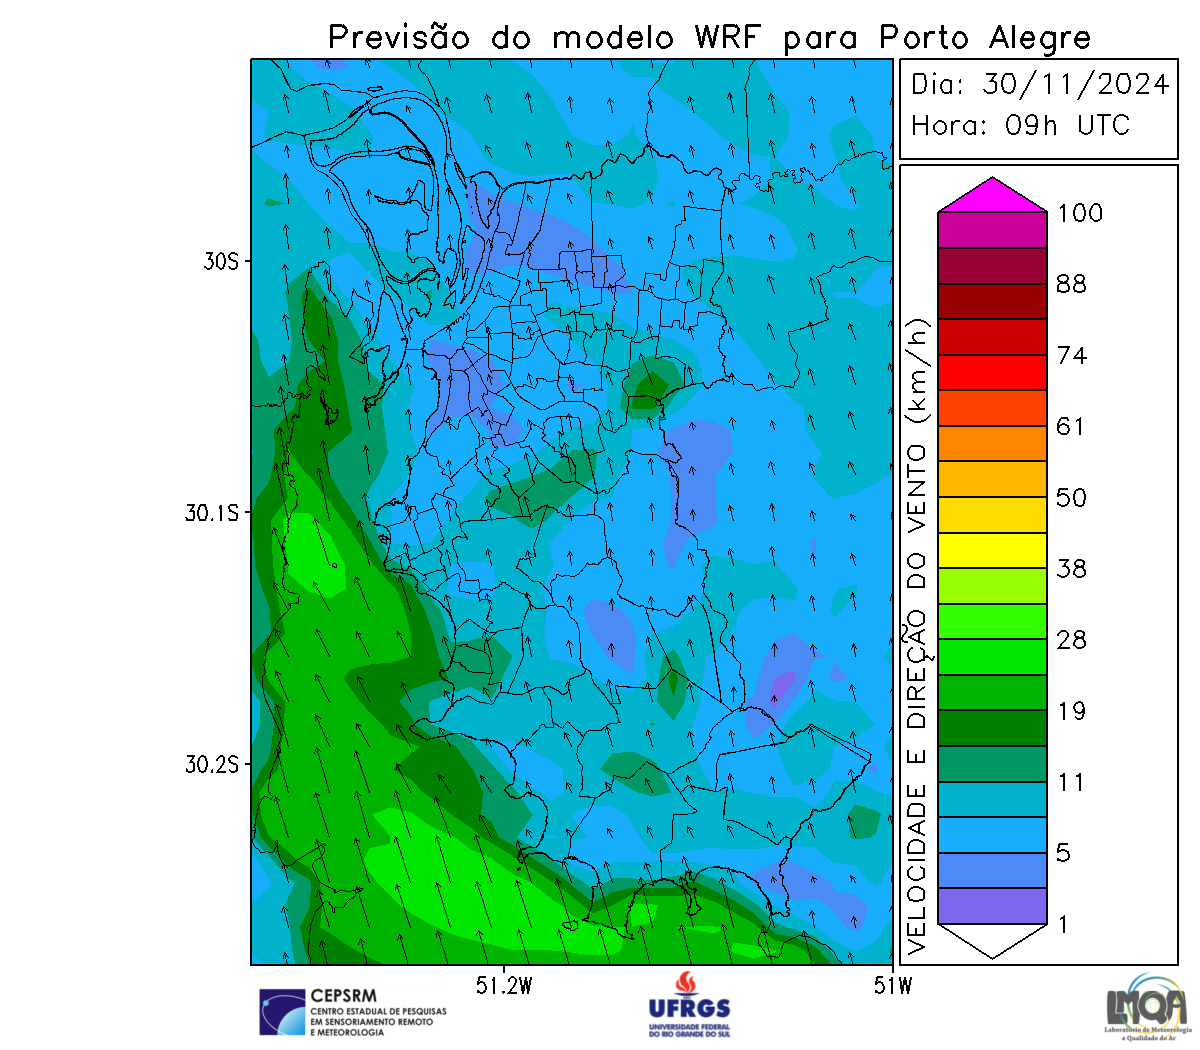 Previsão do modelo WRF para Porto Alegre
Dia: 30/11/2024
Hora: 09h UTC
30S
30.1S
30.2S
51.2W
51W
VELOCIDADE E DIREÇÃO DO VENTO (km/h)
100
88
74
61
50
38
28
19
11
5
1
CEPSRM
CENTRO ESTADUAL DE PESQUISAS
EM SENSORIAMENTO REMOTO
E METEOROLOGIA
UFRGS
UNIVERSIDADE FEDERAL
DO RIO GRANDE DO SUL
LMQA
Laboratório de Meteorologia
e Qualidade do Ar